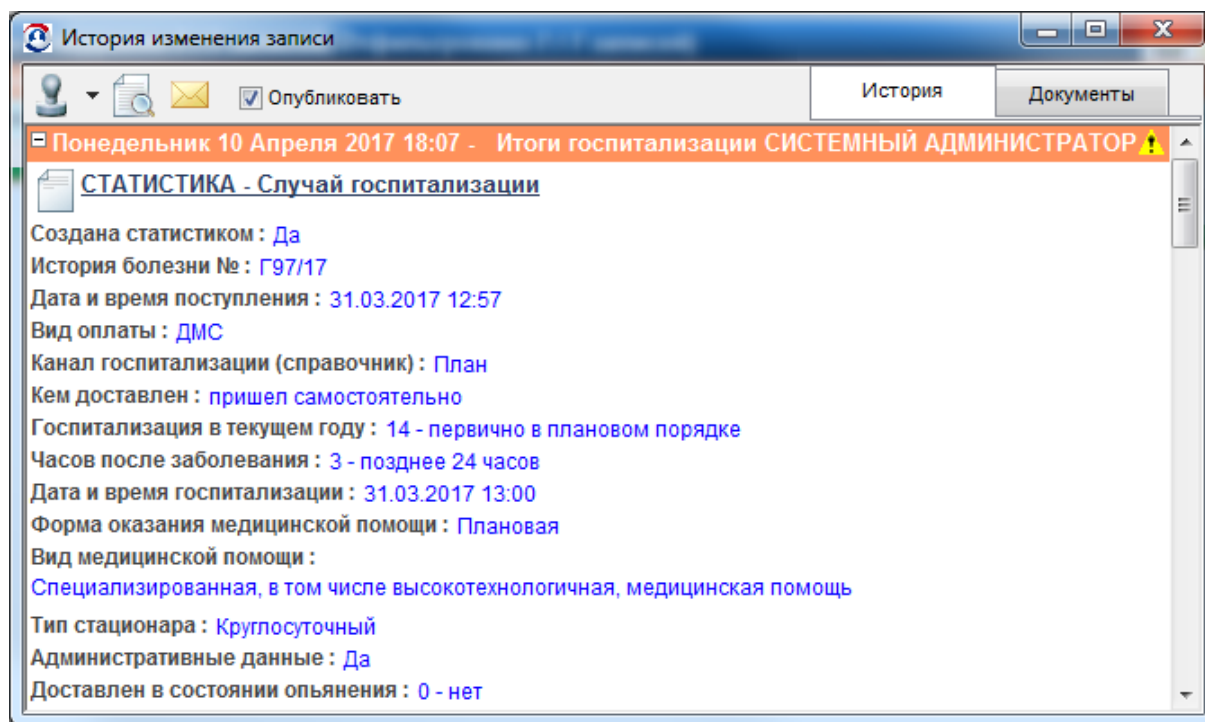 История изменения записи
Опубликовать
История
Документы
Понедельник 10 Апреля 2017 18:07 - Итоги госпитализации СИСТЕМНЫЙ АДМИНИСТРАТОР
СТАТИСТИКА - Случай госпитализации
Создана статистиком : Да
История болезни № : Г97/17
Дата и время поступления : 31.03.2017 12:57
Вид оплаты : ДМС
Канал госпитализации (справочник) : План
Кем доставлен : пришел самостоятельно
Госпитализация в текущем году : 14 - первично в плановом порядке
Часов после заболевания : 3 - позднее 24 часов
Дата и время госпитализации : 31.03.2017 13:00
Форма оказания медицинской помощи : Плановая
Вид медицинской помощи :
Специализированная, в том числе высокотехнологичная, медицинская помощь
Тип стационара : Круглосуточный
Административные данные : Да
Доставлен в состоянии опьянения : 0 - нет